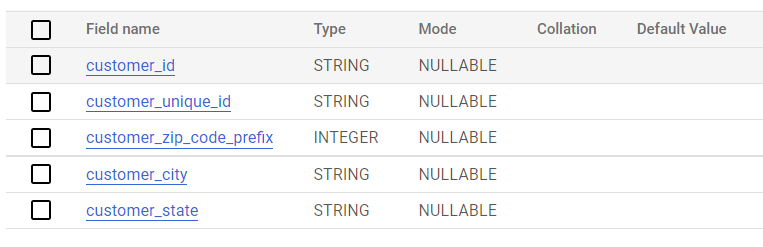 Field name Type Mode Collation Default Value
customer_id STRING NULLABLE
customer_unique_id STRING NULLABLE
customer_zip_code_prefix INTEGER NULLABLE
customer_city STRING NULLABLE
customer_state STRING NULLABLE